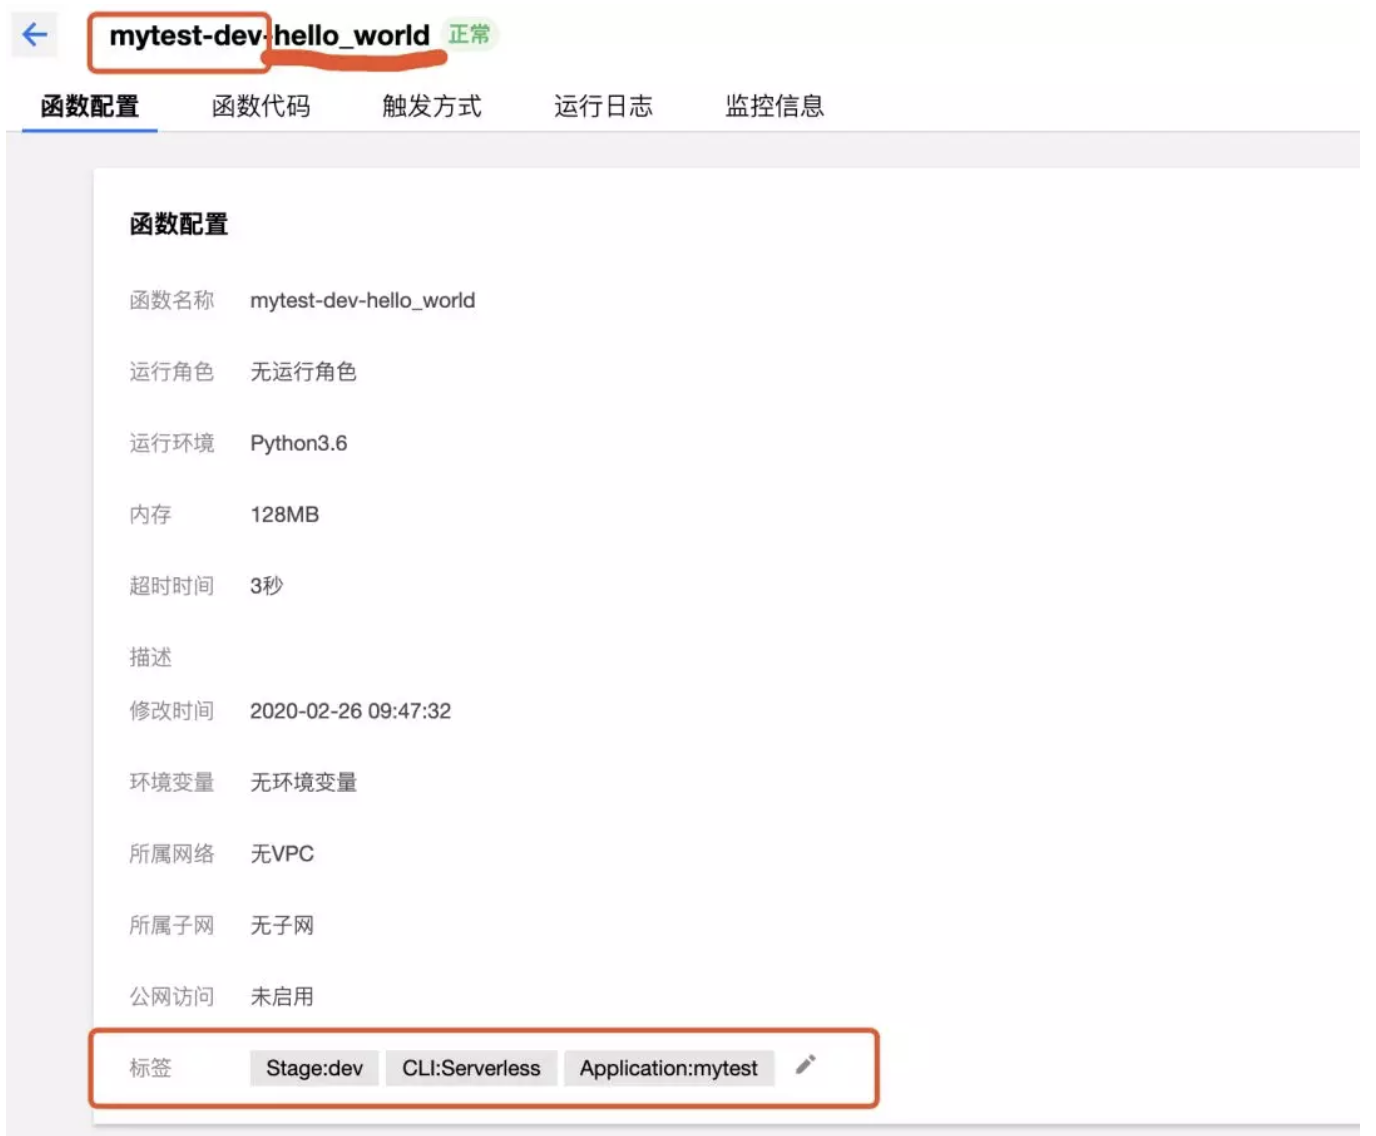 mytest-dev-hello_world 正常
函数配置 函数代码 触发方式 运行日志 监控信息
函数配置
函数名称 mytest-dev-hello_world
运行角色 无运行角色
运行环境 Python3.6
内存 128MB
超时时间 3秒
描述
修改时间 2020-02-26 09:47:32
环境变量 无环境变量
所属网络 无VPC
所属子网 无子网
公网访问 未启用
标签 Stage:dev CLI:Serverless Application:mytest